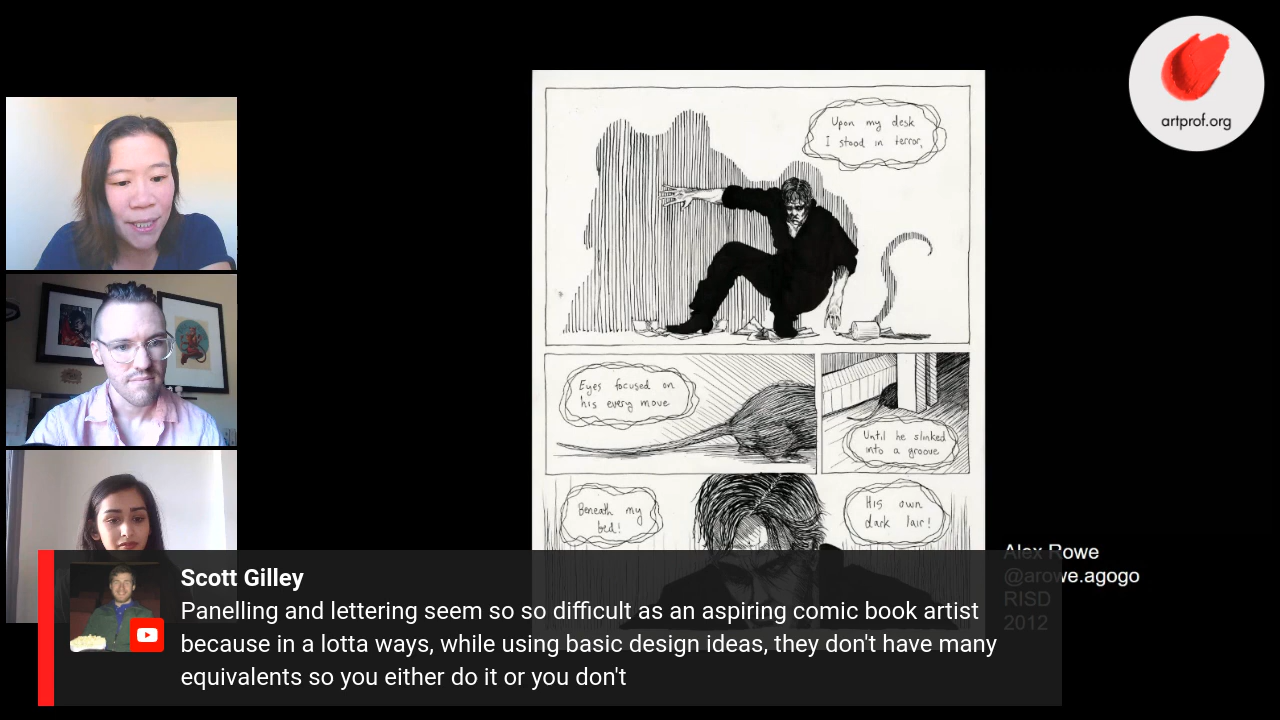 artprof.org
Upon my desk
I stood in terror,
Eyes focused on
his every move
Until he slinked
into a groove
Beneath my
bed!
His own
dark lair!
Alex Rowe
@arowe.agogo
RISD
2012
Scott Gilley
Panelling and lettering seem so so difficult as an aspiring comic book artist
because in a lotta ways, while using basic design ideas, they don't have many
equivalents so you either do it or you don't